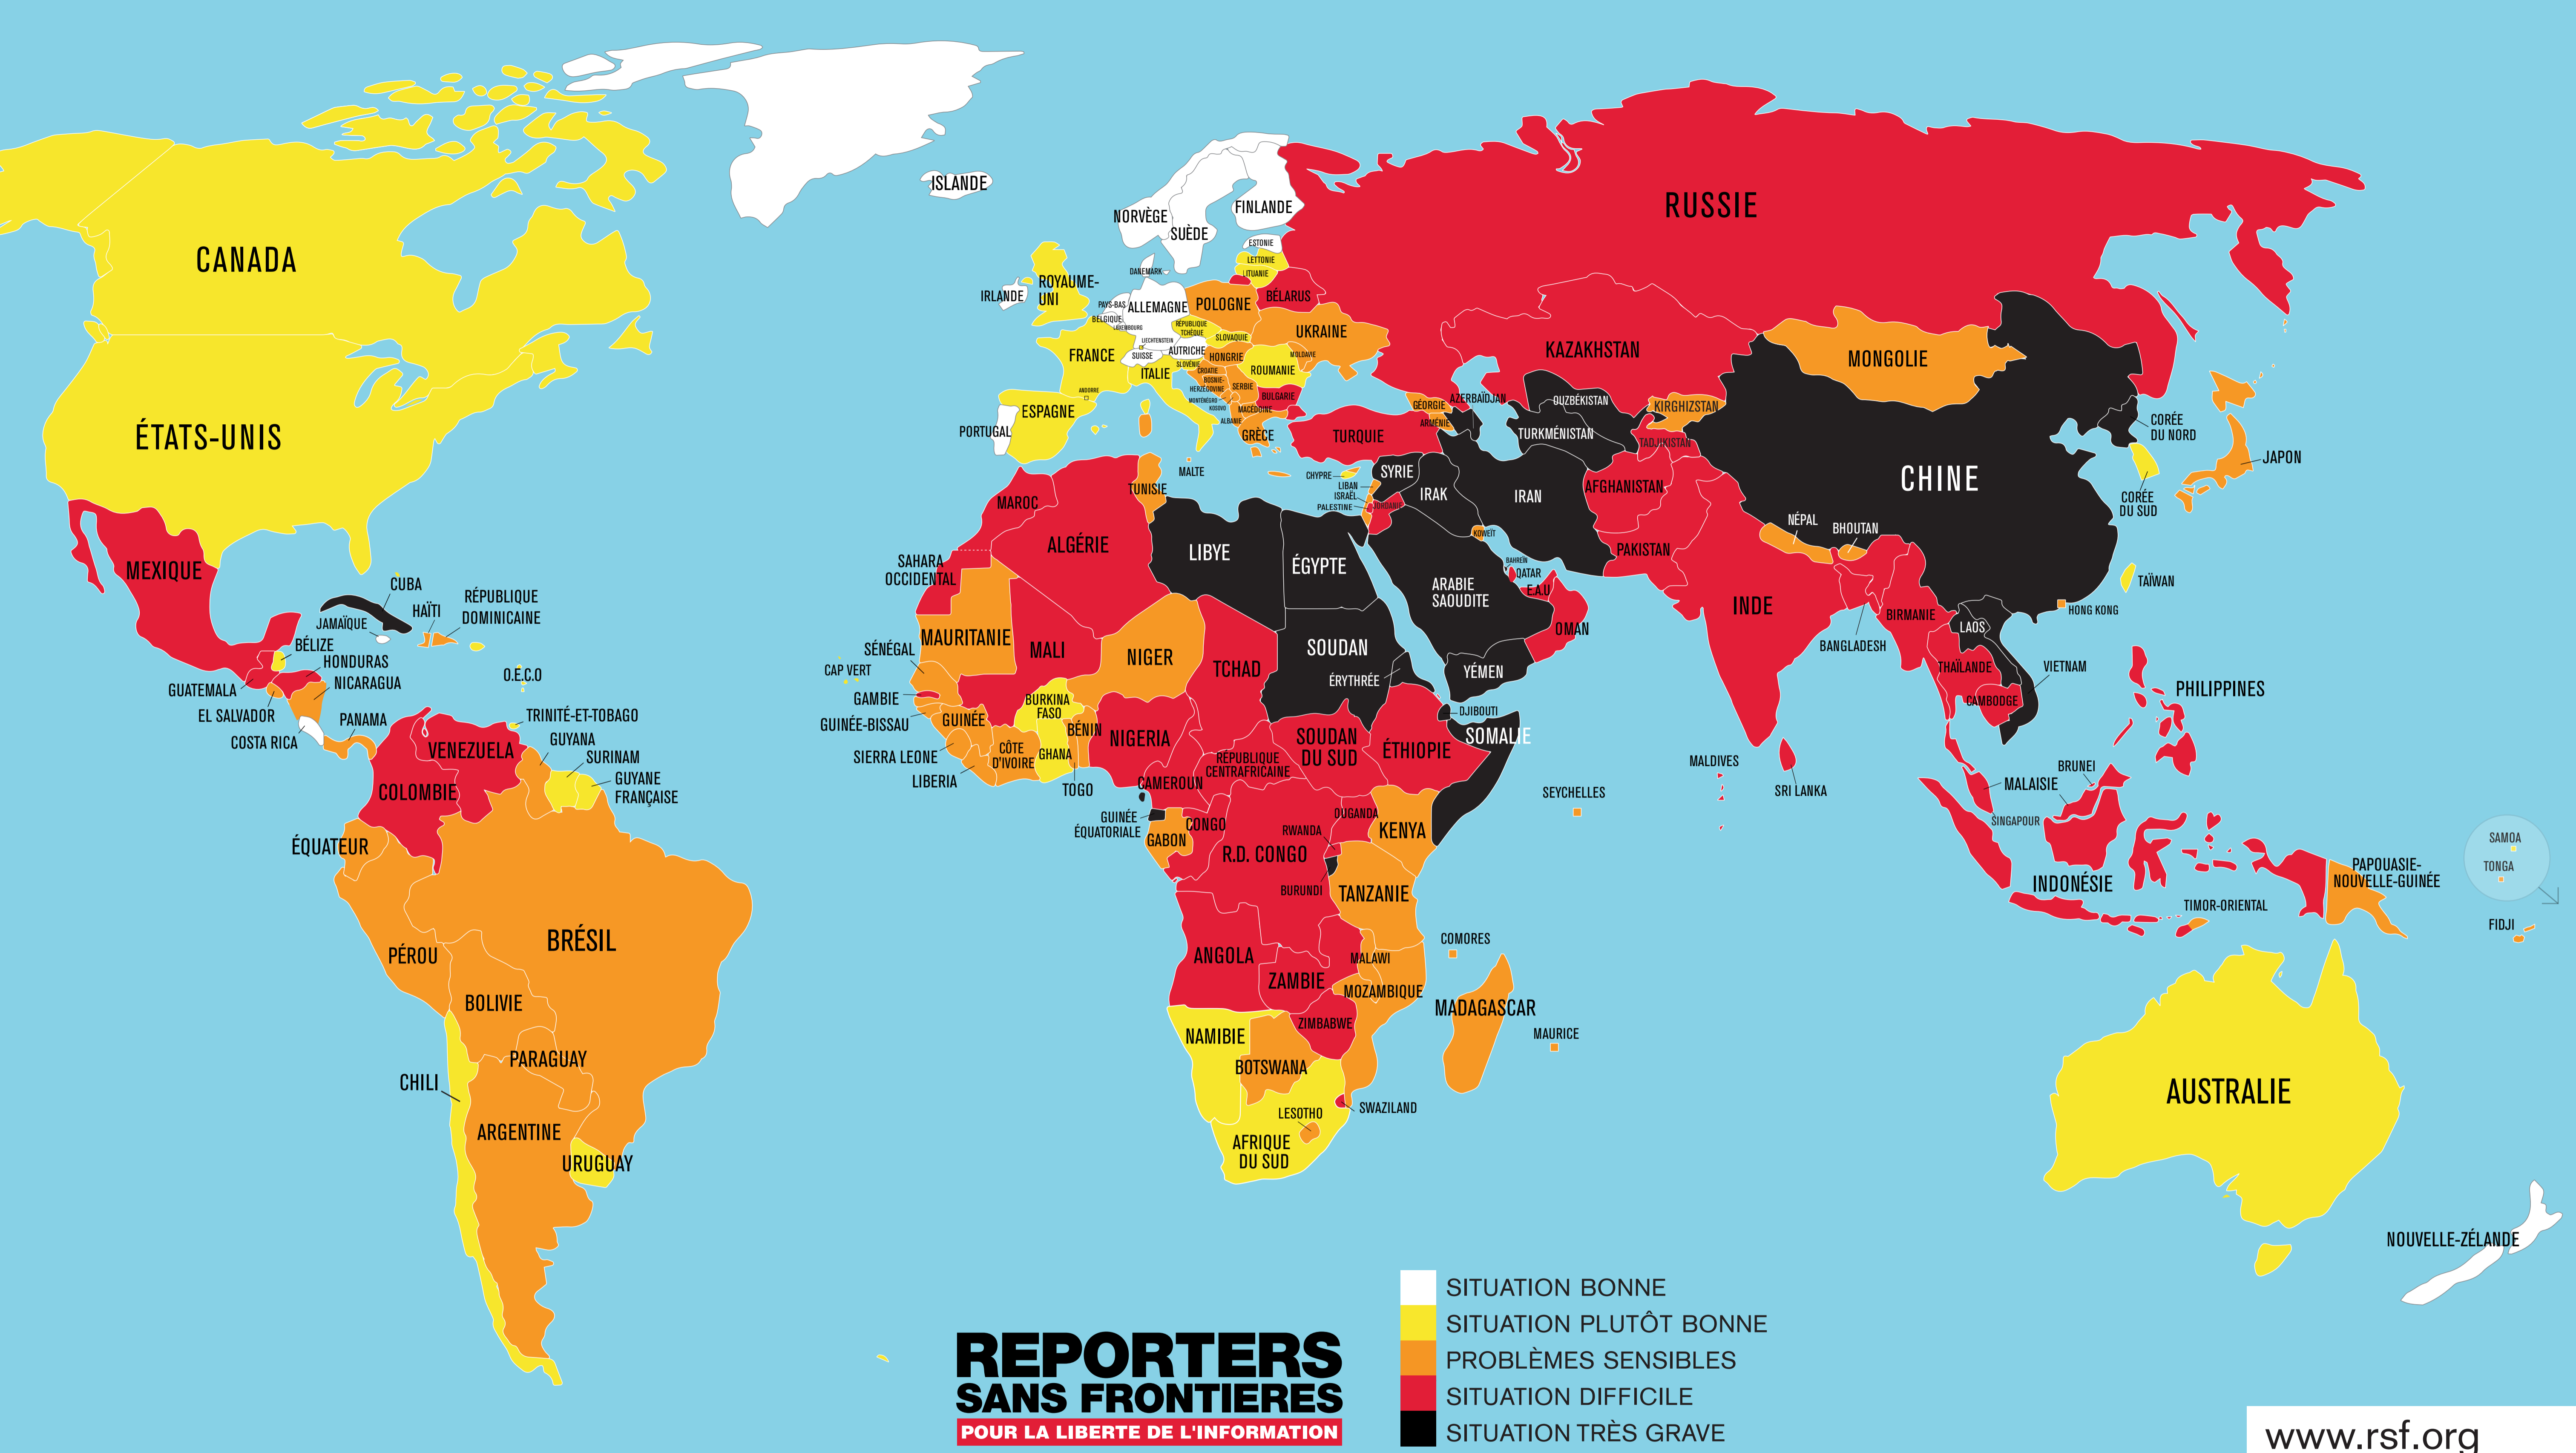 CANADA
ÉTATS-UNIS
MEXIQUE
CUBA
HAÏTI
RÉPUBLIQUE
DOMINICAINE
JAMAÏQUE
BÉLIZE
HONDURAS
NICARAGUA
GUATEMALA
EL SALVADOR
COSTA RICA
PANAMA
O.E.C.O
TRINITÉ-ET-TOBAGO
GUYANA
SURINAM
GUYANE
FRANÇAISE
VENEZUELA
COLOMBIE
ÉQUATEUR
PÉROU
BRÉSIL
BOLIVIE
PARAGUAY
CHILI
ARGENTINE
URUGUAY
ISLANDE
NORVÈGE
SUÈDE
FINLANDE
ESTONIE
LETTONIE
LITUANIE
DANEMARK
IRLANDE
ROYAUME-
UNI
PAYS-BAS
BELGIQUE
LUXEMBOURG
ALLEMAGNE
POLOGNE
BÉLARUS
UKRAINE
RÉPUBLIQUE
TCHÈQUE
SLOVAQUIE
LIECHTENSTEIN
SUISSE
AUTRICHE
HONGRIE
MOLDAVIE
ROUMANIE
FRANCE
ITALIE
SLOVÉNIE
CROATIE
BOSNIE-
HERZÉGOVINE
SERBIE
BULGARIE
MONTÉNÉGRO
KOSOVO
MACÉDOINE
ALBANIE
GRÈCE
ANDORRE
ESPAGNE
PORTUGAL
MALTE
CHYPRE
TURQUIE
GÉORGIE
ARMÉNIE
AZERBAÏDJAN
RUSSIE
KAZAKHSTAN
OUZBÉKISTAN
TURKMÉNISTAN
KIRGHIZSTAN
TADJIKISTAN
MONGOLIE
CHINE
CORÉE
DU NORD
CORÉE
DU SUD
JAPON
TAÏWAN
HONG KONG
SYRIE
LIBAN
ISRAËL
PALESTINE
JORDANIE
IRAK
IRAN
KOWEÏT
BAHREÏN
QATAR
E.A.U
ARABIE
SAOUDITE
OMAN
YÉMEN
AFGHANISTAN
PAKISTAN
INDE
NÉPAL
BHOUTAN
BANGLADESH
BIRMANIE
LAOS
THAÏLANDE
CAMBODGE
VIETNAM
PHILIPPINES
MALDIVES
SRI LANKA
BRUNEI
MALAISIE
SINGAPOUR
INDONÉSIE
TIMOR-ORIENTAL
PAPOUASIE-
NOUVELLE-GUINÉE
SAMOA
TONGA
FIDJI
AUSTRALIE
NOUVELLE-ZÉLANDE
MAROC
ALGÉRIE
TUNISIE
LIBYE
ÉGYPTE
SAHARA
OCCIDENTAL
MAURITANIE
MALI
NIGER
TCHAD
SOUDAN
ÉRYTHRÉE
DJIBOUTI
SOMALIE
ÉTHIOPIE
SOUDAN
DU SUD
SÉNÉGAL
CAP VERT
GAMBIE
GUINÉE-BISSAU
GUINÉE
SIERRA LEONE
LIBERIA
CÔTE
D'IVOIRE
BURKINA
FASO
GHANA
TOGO
BÉNIN
NIGERIA
CAMEROUN
RÉPUBLIQUE
CENTRAFRICAINE
GUINÉE
ÉQUATORIALE
GABON
CONGO
R.D. CONGO
OUGANDA
RWANDA
BURUNDI
KENYA
TANZANIE
SEYCHELLES
COMORES
ANGOLA
ZAMBIE
MALAWI
MOZAMBIQUE
MADAGASCAR
MAURICE
ZIMBABWE
NAMIBIE
BOTSWANA
SWAZILAND
LESOTHO
AFRIQUE
DU SUD
REPORTERS
SANS FRONTIERES
POUR LA LIBERTE DE L'INFORMATION
SITUATION BONNE
SITUATION PLUTÔT BONNE
PROBLÈMES SENSIBLES
SITUATION DIFFICILE
SITUATION TRÈS GRAVE
www.rsf.org